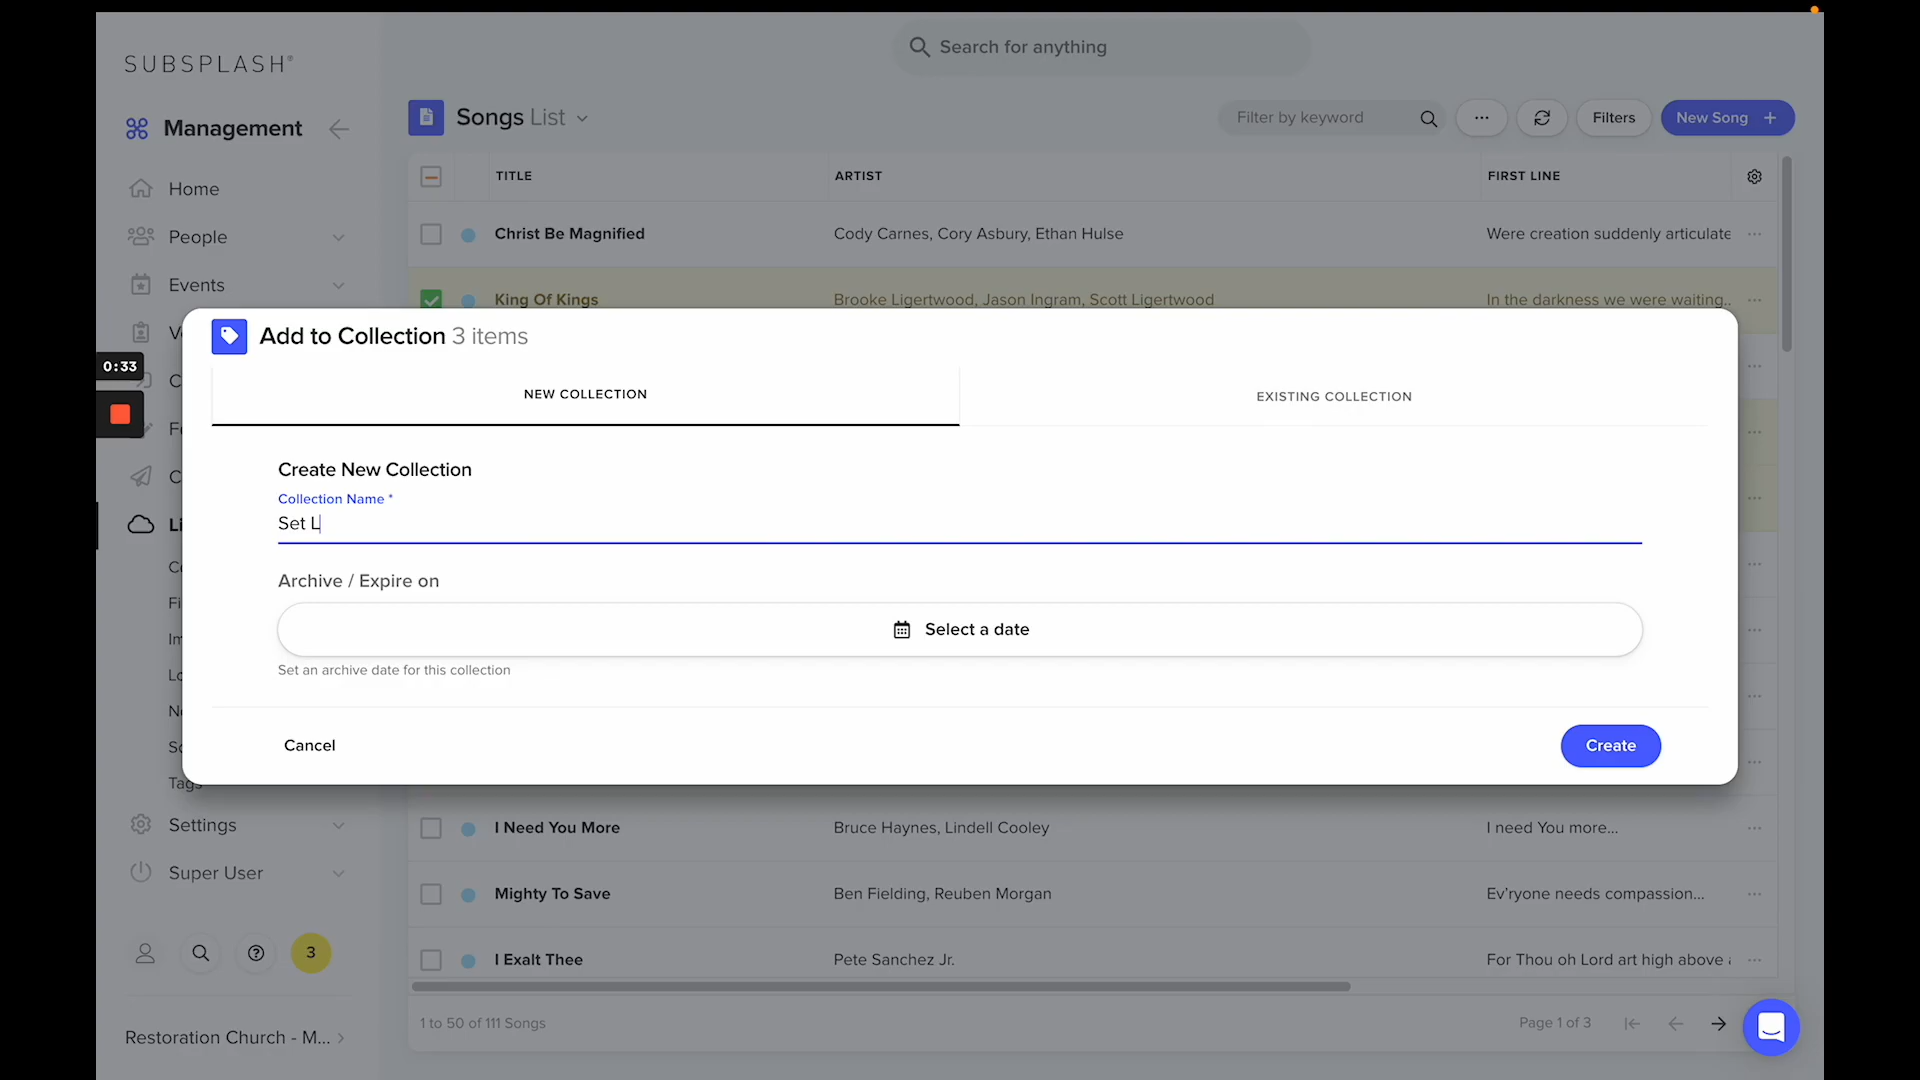 SUBSPLASH®
Search for anything
Management
Songs List
Filter by keyword
...
Filters
New Song +
TITLE ARTIST FIRST LINE
Home
People
Events
Christ Be Magnified Cody Carnes, Cory Asbury, Ethan Hulse Were creation suddenly articulate
King Of Kings Brooke Ligertwood, Jason Ingram, Scott Ligertwood In the darkness we were waiting...
0:33
Add to Collection 3 items
NEW COLLECTION EXISTING COLLECTION
Create New Collection
Collection Name *
Set L
Archive / Expire on
Select a date
Set an archive date for this collection
Cancel Create
Tags
Settings
Super User
I Need You More Bruce Haynes, Lindell Cooley I need You more...
Mighty To Save Ben Fielding, Reuben Morgan Ev'ryone needs compassion...
I Exalt Thee Pete Sanchez Jr. For Thou oh Lord art high above
3
1 to 50 of 111 Songs Page 1 of 3
Restoration Church - M...